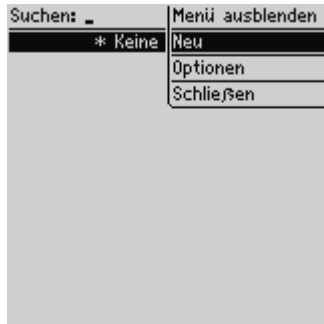 Suchen: _
Menü ausblenden
* Keine
Neu
Optionen
Schließen